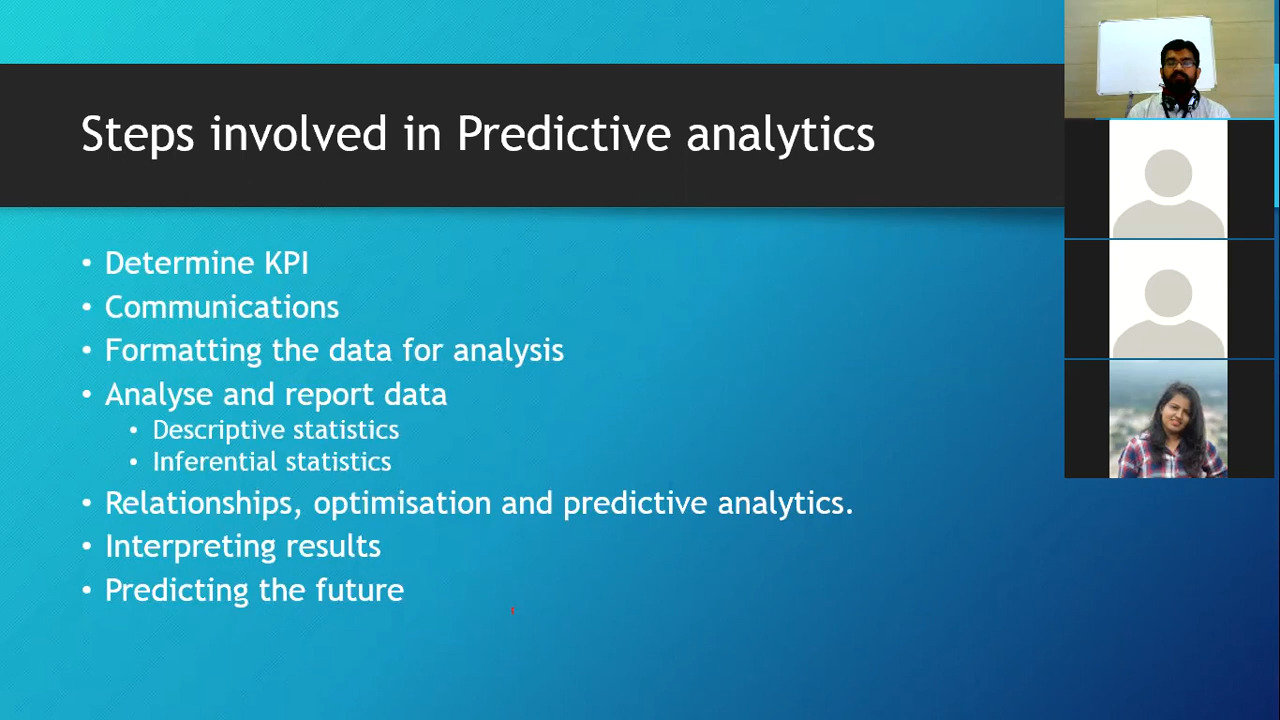 Steps involved in Predictive analytics
• Determine KPI
• Communications
• Formatting the data for analysis
• Analyse and report data
• Descriptive statistics
• Inferential statistics
• Relationships, optimisation and predictive analytics.
• Interpreting results
• Predicting the future